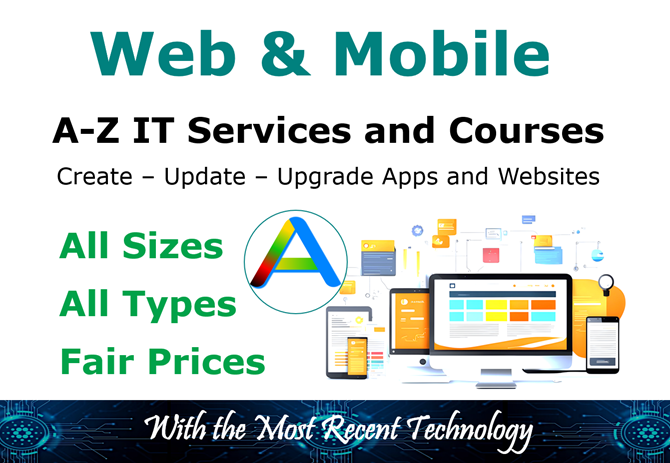 Web & Mobile
A-Z IT Services and Courses
Create – Update – Upgrade Apps and Websites
All Sizes
All Types
Fair Prices
A
With the Most Recent Technology